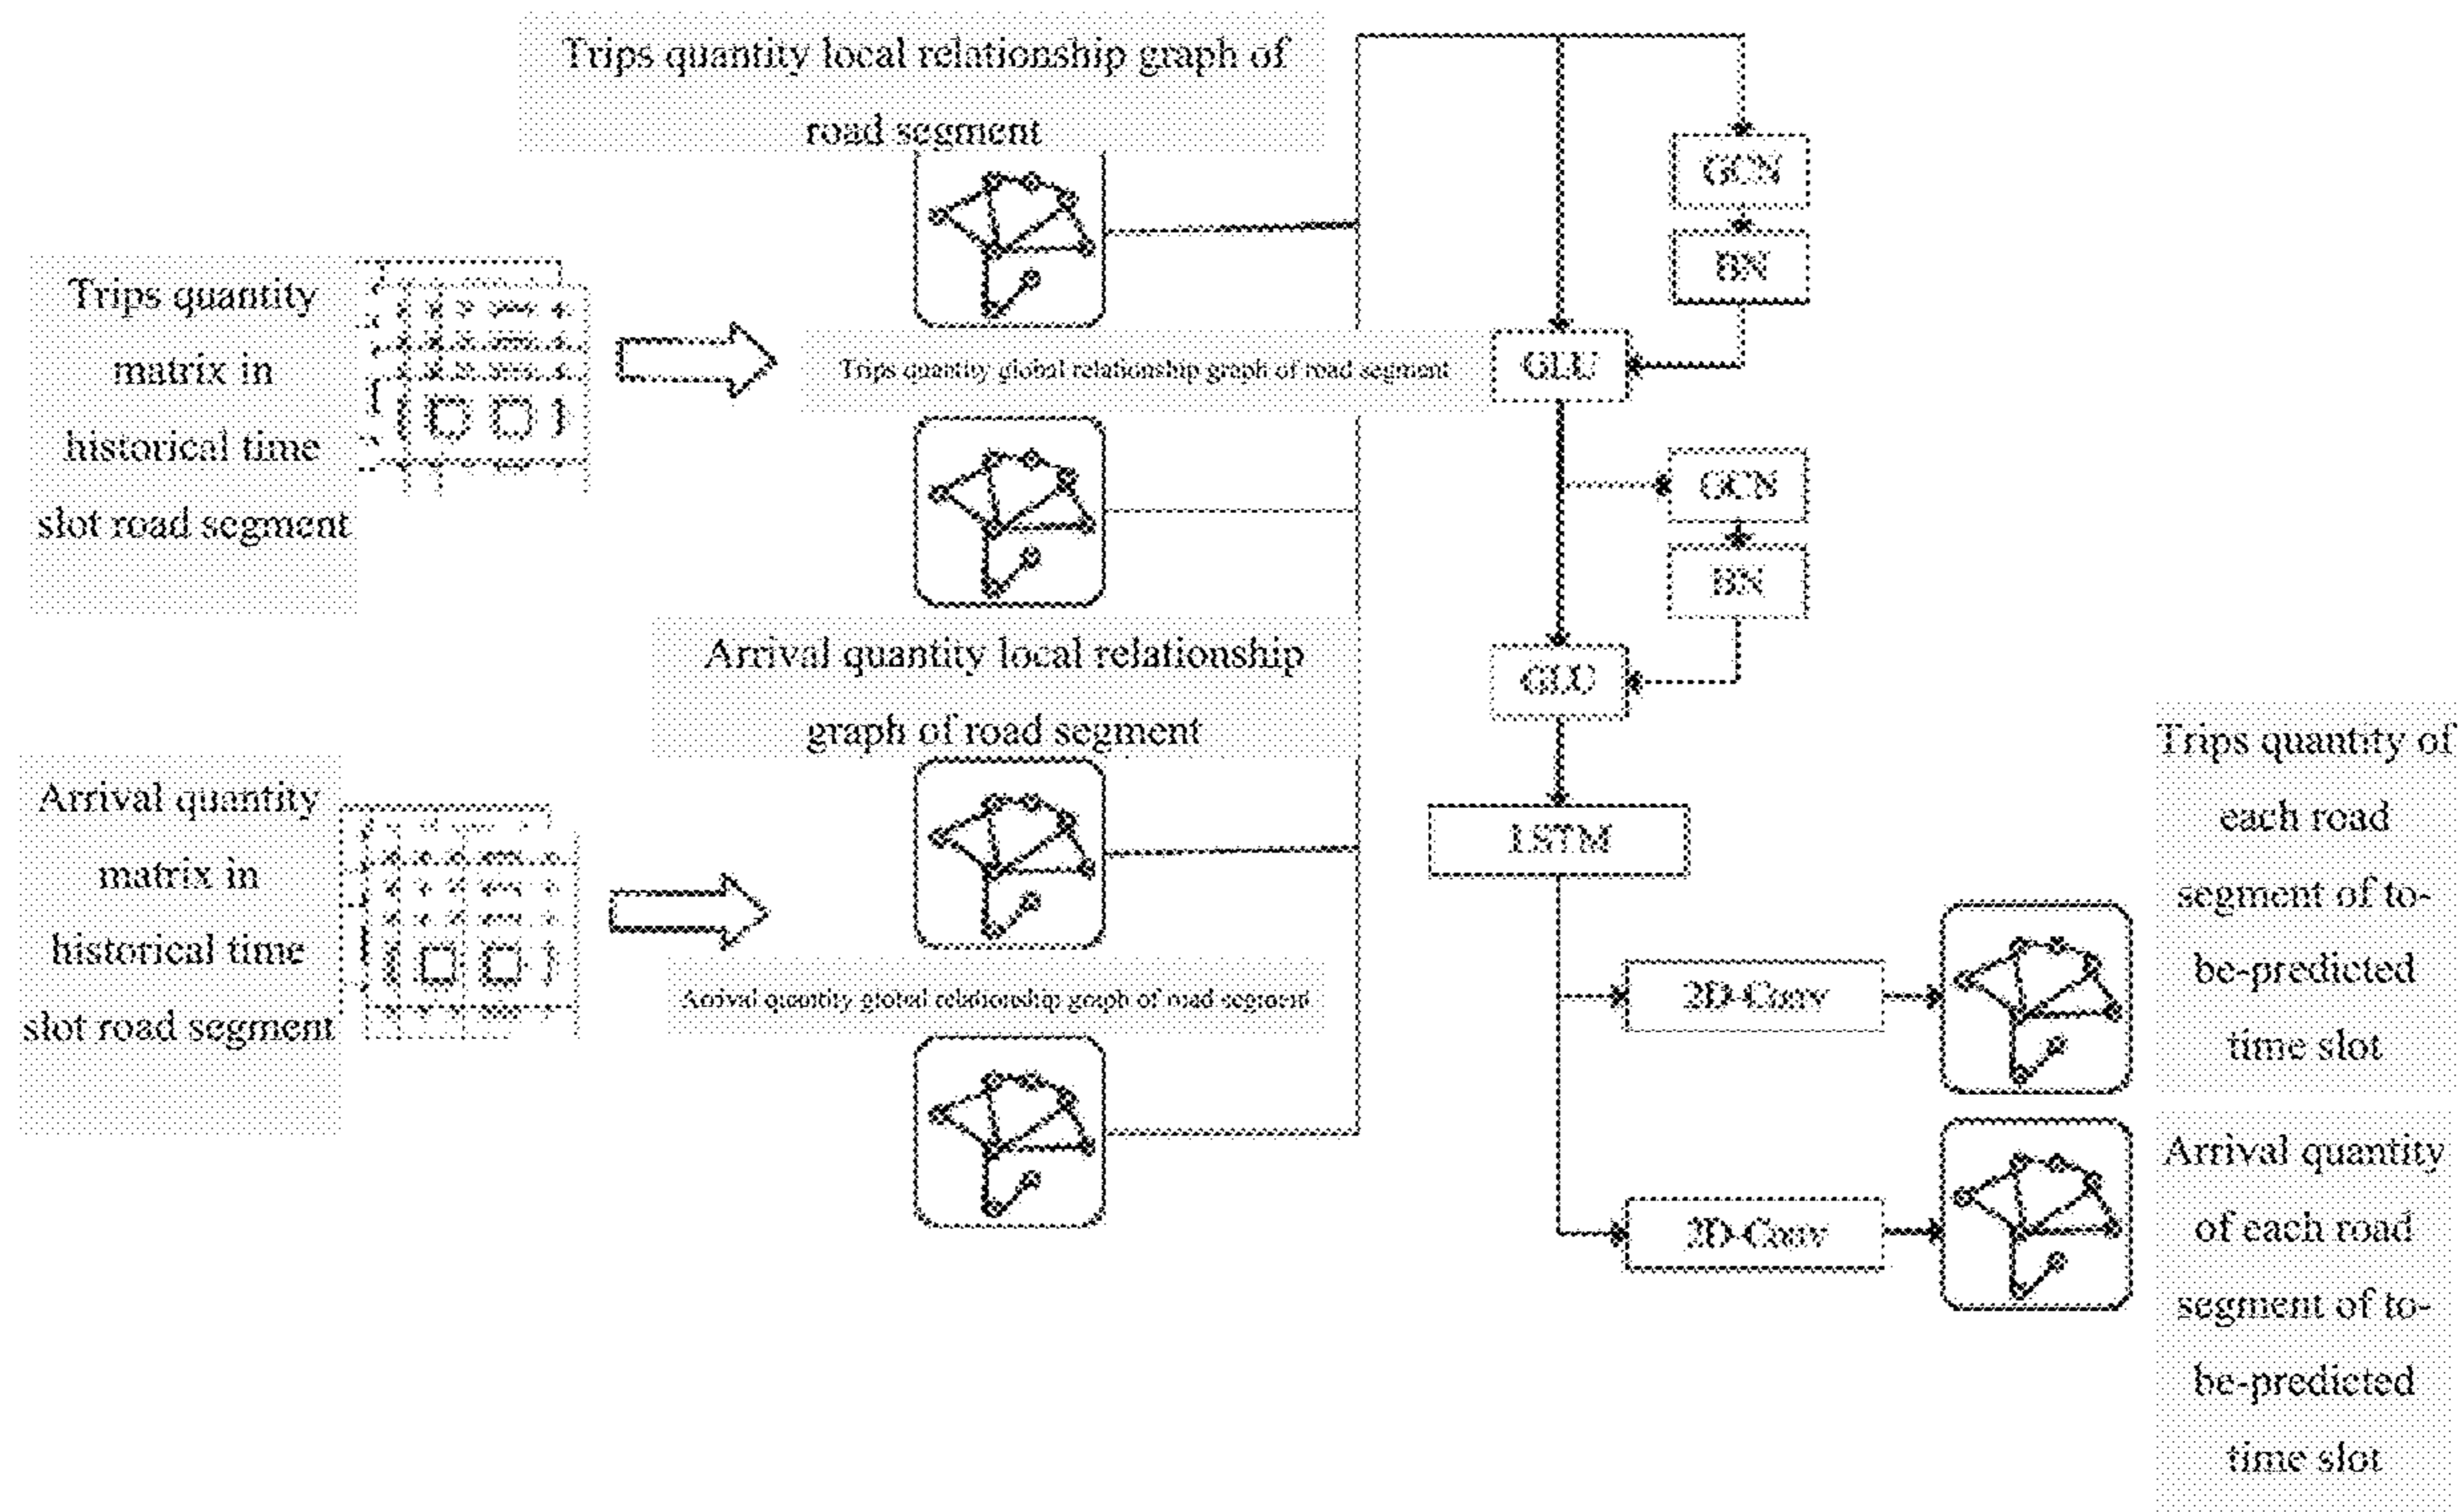 Trips quantity local relationship graph of
road segment
Trips quantity
matrix in
historical time
slot road segment
Trips quantity global relationship graph of road segment
Arrival quantity local relationship
graph of road segment
Arrival quantity
matrix in
historical time
slot road segment
Arrival quantity global relationship graph of road segment
GCN
BN
GLU
GCN
BN
GLU
LSTM
2D-Conv
2D-Conv
Trips quantity of
each road
segment of to-
be-predicted
time slot
Arrival quantity
of each road
segment of to-
be-predicted
time slot